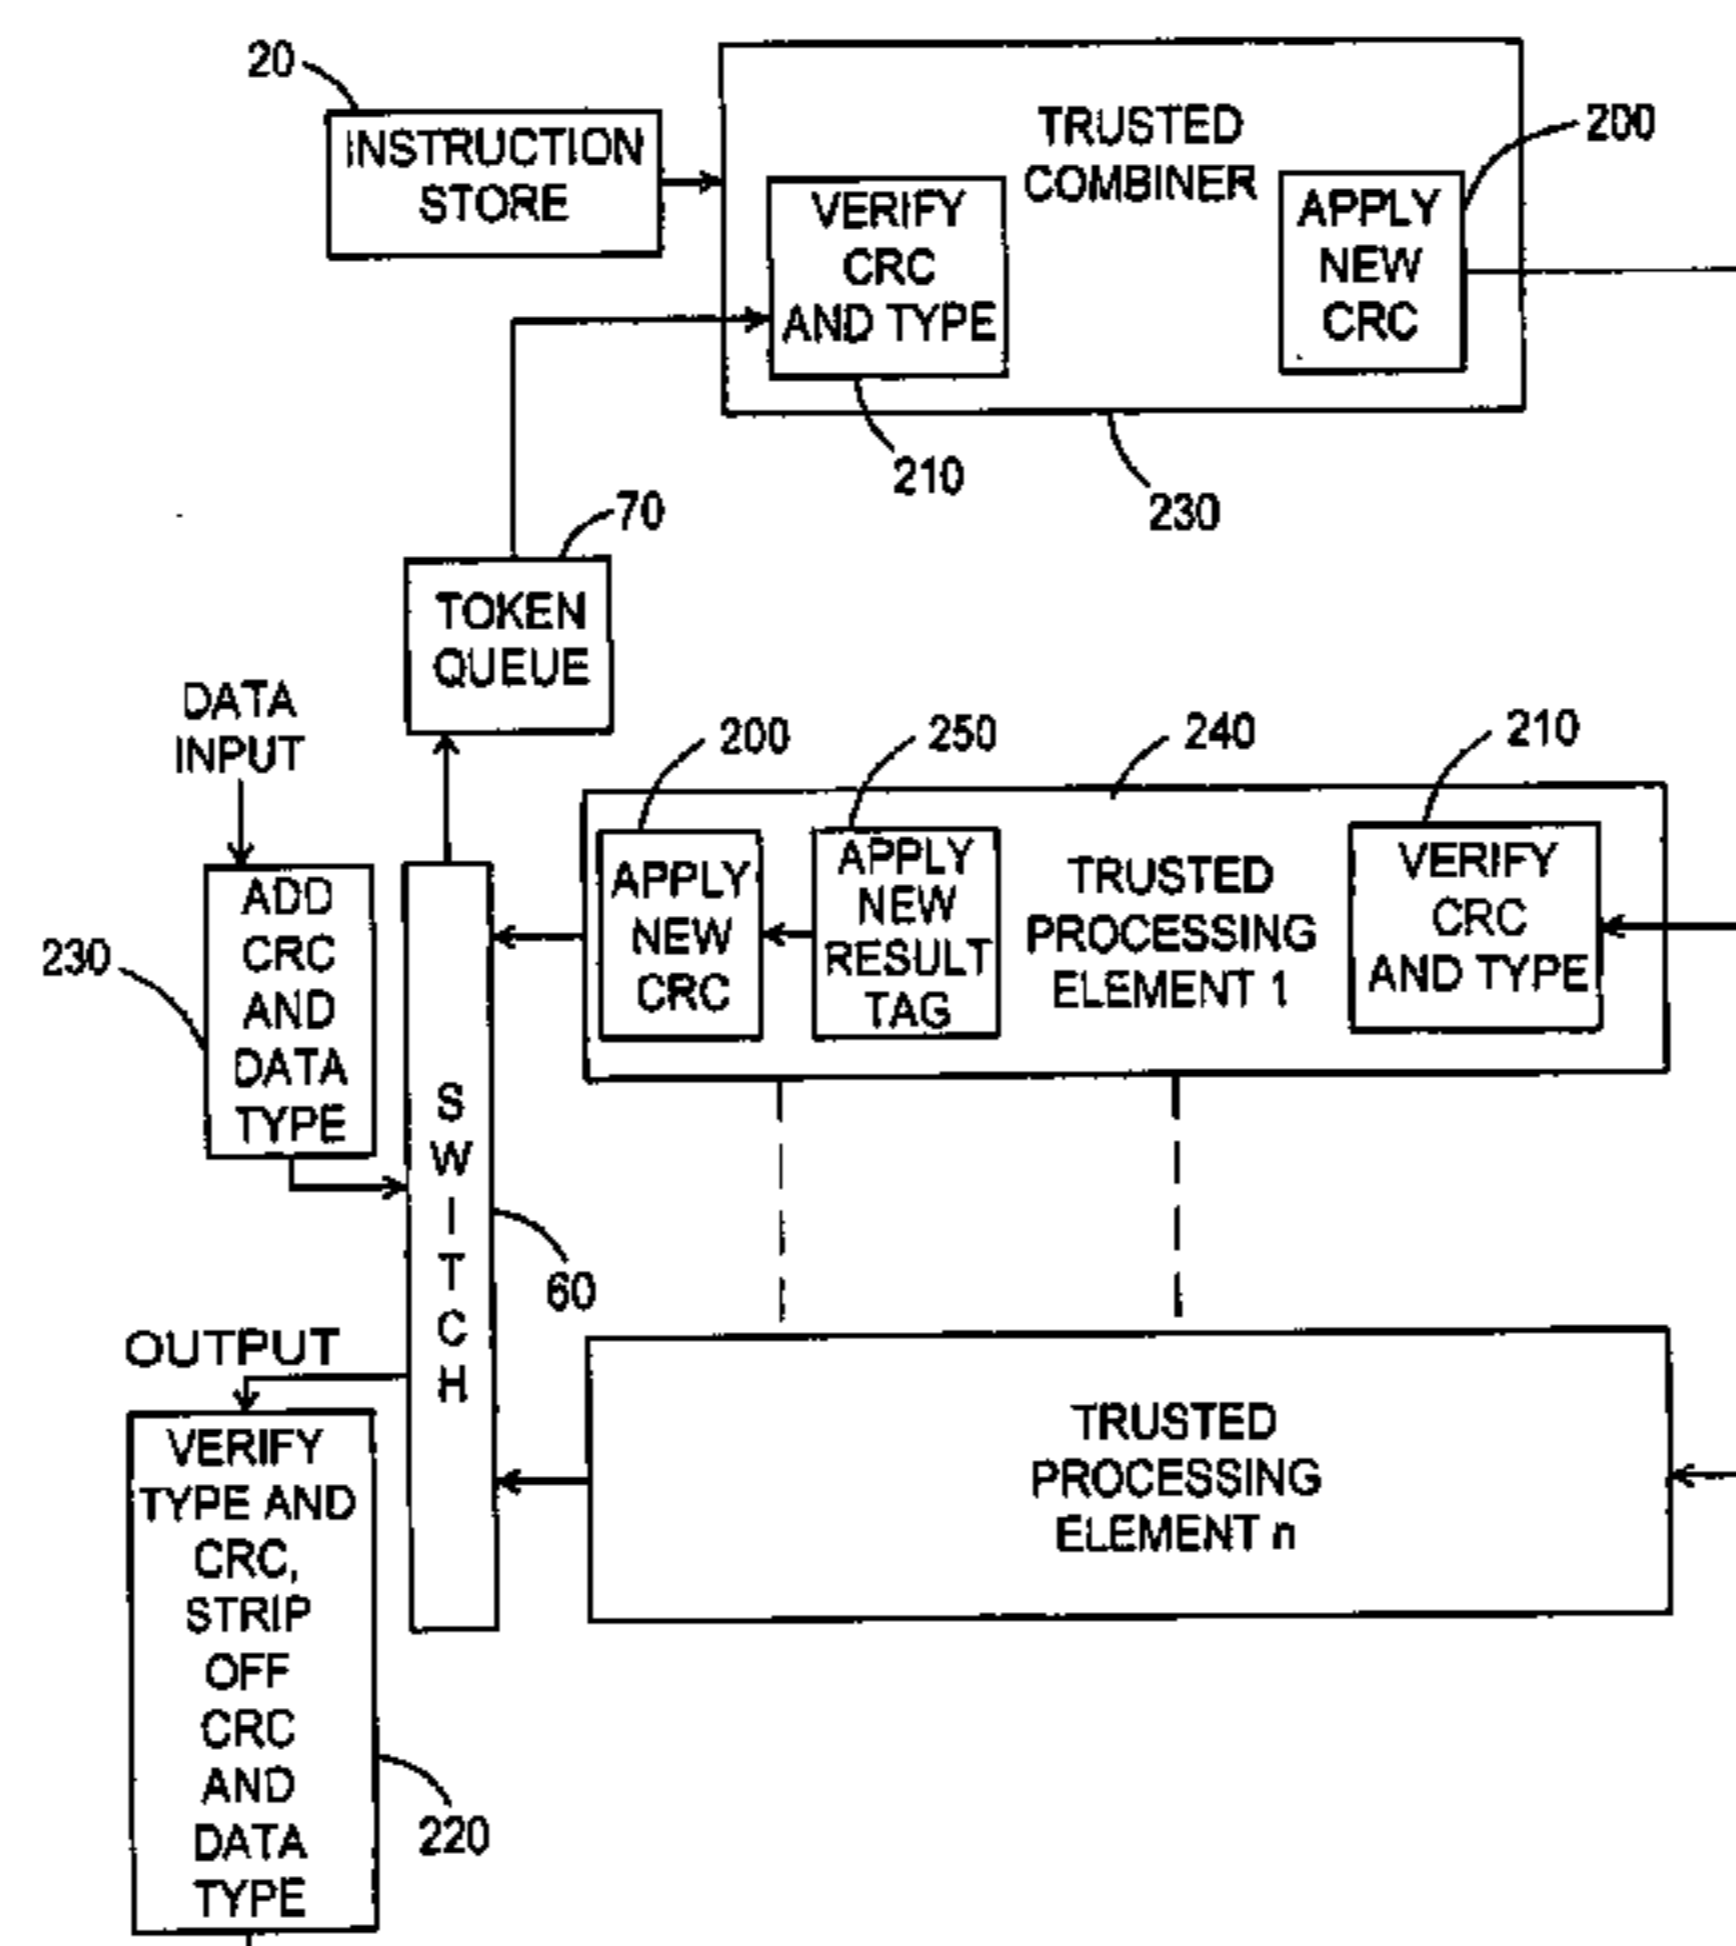 20
INSTRUCTION
STORE
TRUSTED
COMBINER
200
VERIFY
CRC
AND TYPE
APPLY
NEW
CRC
210
230
70
TOKEN
QUEUE
DATA
INPUT
200
250
240
210
ADD
CRC
AND
DATA
TYPE
230
APPLY
NEW
CRC
APPLY
NEW
RESULT
TAG
TRUSTED
PROCESSING
ELEMENT 1
VERIFY
CRC
AND TYPE
S
W
I
T
C
H
60
OUTPUT
VERIFY
TYPE AND
CRC,
STRIP
OFF
CRC
AND
DATA
TYPE
220
TRUSTED
PROCESSING
ELEMENT n